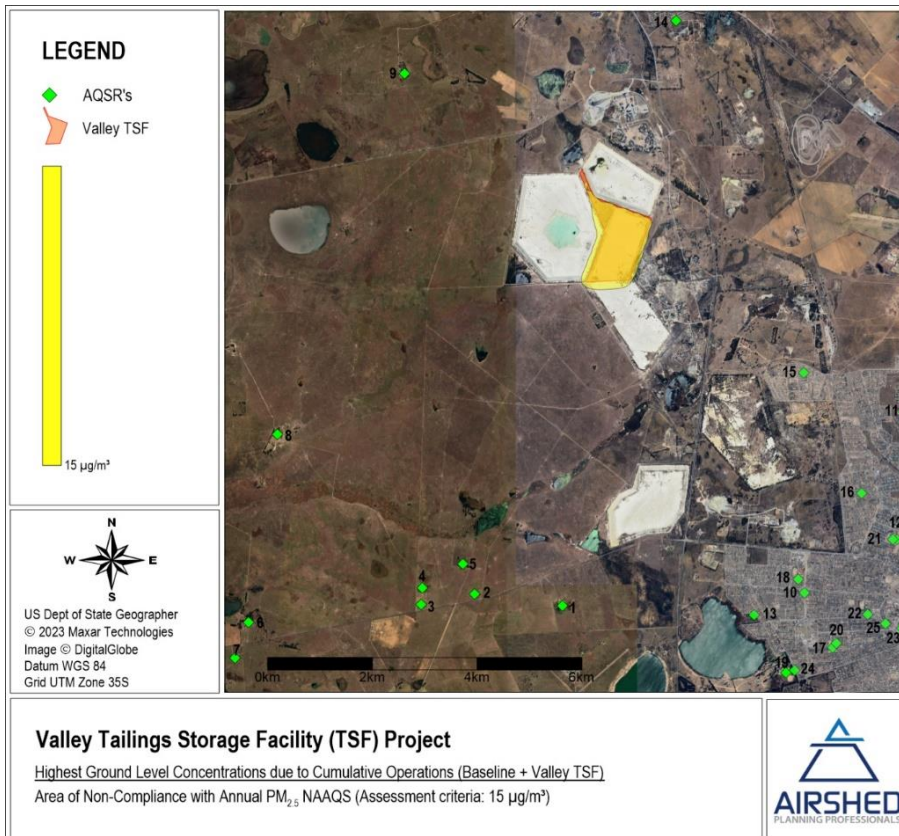 LEGEND
AQSR's
Valley TSF
15 µg/m³
N
W E
S
US Dept of State Geographer
© 2023 Maxar Technologies
Image © DigitalGlobe
Datum WGS 84
Grid UTM Zone 35S
14
9
15
11
8
16
12
21
5
4
2
18
3
1
10
6
13
22
25
23
20
17
7
19
24
0km 2km 4km 6km
Valley Tailings Storage Facility (TSF) Project
Highest Ground Level Concentrations due to Cumulative Operations (Baseline + Valley TSF)
Area of Non-Compliance with Annual PM₂.₅ NAAQS (Assessment criteria: 15 µg/m³)
AIRSHED
PLANNING PROFESSIONALS